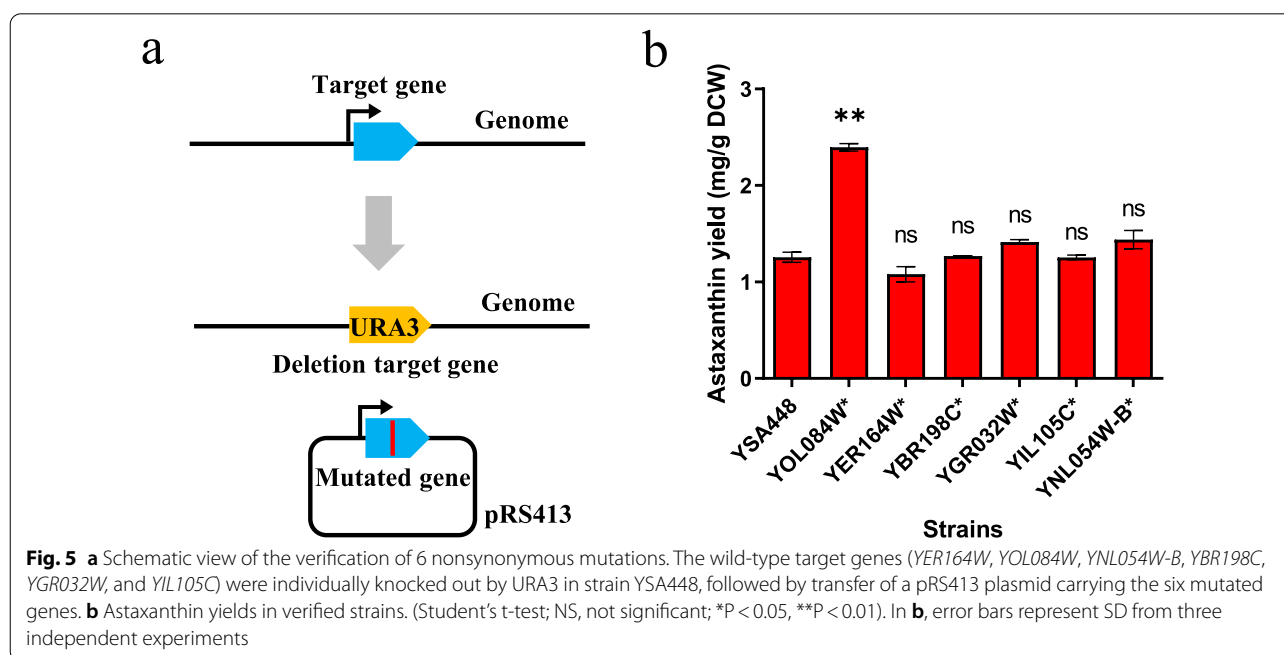 a
Target gene
Genome
Genome
URA3
Deletion target gene
Mutated gene
pRS413
b
Astaxanthin yield (mg/g DCW)
3
2
1
0
**
ns
ns
ns
ns
ns
YSA448
YOL084W*
YER164W*
YBR198C*
YGR032W*
YIL105C*
YNL054W-B*
Strains
Fig. 5 a Schematic view of the verification of 6 nonsynonymous mutations. The wild-type target genes (YER164W, YOL084W, YNL054W-B, YBR198C,
YGR032W, and YIL105C) were individually knocked out by URA3 in strain YSA448, followed by transfer of a pRS413 plasmid carrying the six mutated
genes. b Astaxanthin yields in verified strains. (Student's t-test; NS, not significant; *P < 0.05, **P < 0.01). In b, error bars represent SD from three
independent experiments